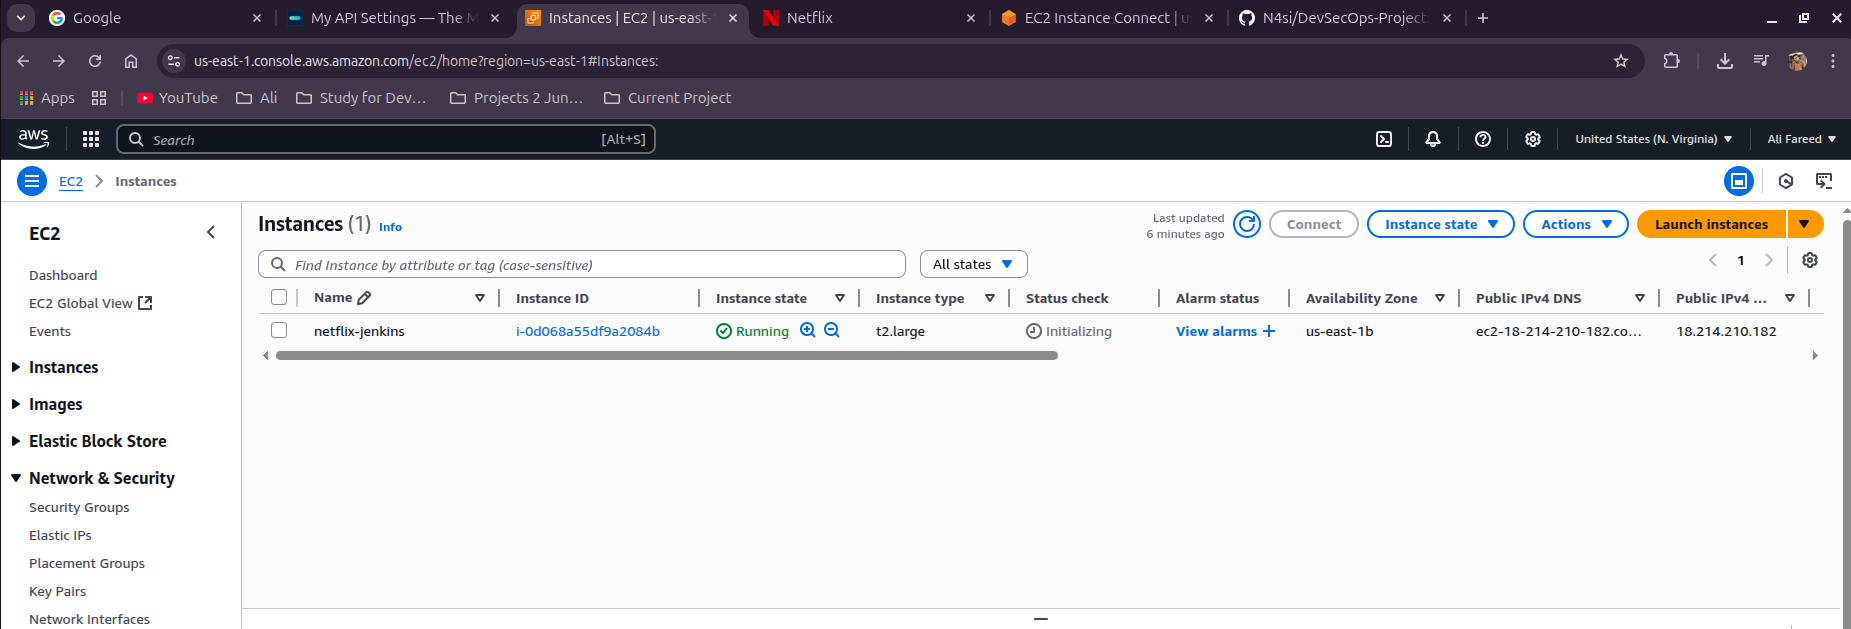 Google
My API Settings — The M
Instances | EC2 | us-east-
Netflix
EC2 Instance Connect | u
N4si/DevSecOps-Project
us-east-1.console.aws.amazon.com/ec2/home?region=us-east-1#Instances:
Apps
YouTube
Ali
Study for Dev...
Projects 2 Jun...
Current Project
aws
Search
[Alt+S]
United States (N. Virginia)
Ali Fareed
EC2
Instances
EC2
Dashboard
EC2 Global View
Events
Instances
Images
Elastic Block Store
Network & Security
Security Groups
Elastic IPs
Placement Groups
Key Pairs
Network Interfaces
Instances (1) Info
Last updated
6 minutes ago
Connect
Instance state
Actions
Launch instances
Find Instance by attribute or tag (case-sensitive)
All states
1
Name Instance ID Instance state Instance type Status check Alarm status Availability Zone Public IPv4 DNS Public IPv4 ...
netflix-jenkins i-0d068a55df9a2084b Running t2.large Initializing View alarms + us-east-1b ec2-18-214-210-182.co... 18.214.210.182